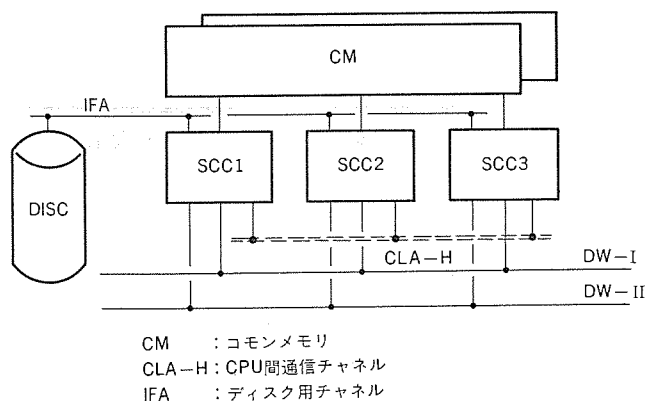 CM
IFA
SCC1 SCC2 SCC3
DISC
CLA-H
DW-I
DW-II
CM :コモンメモリ
CLA-H:CPU間通信チャネル
IFA :ディスク用チャネル